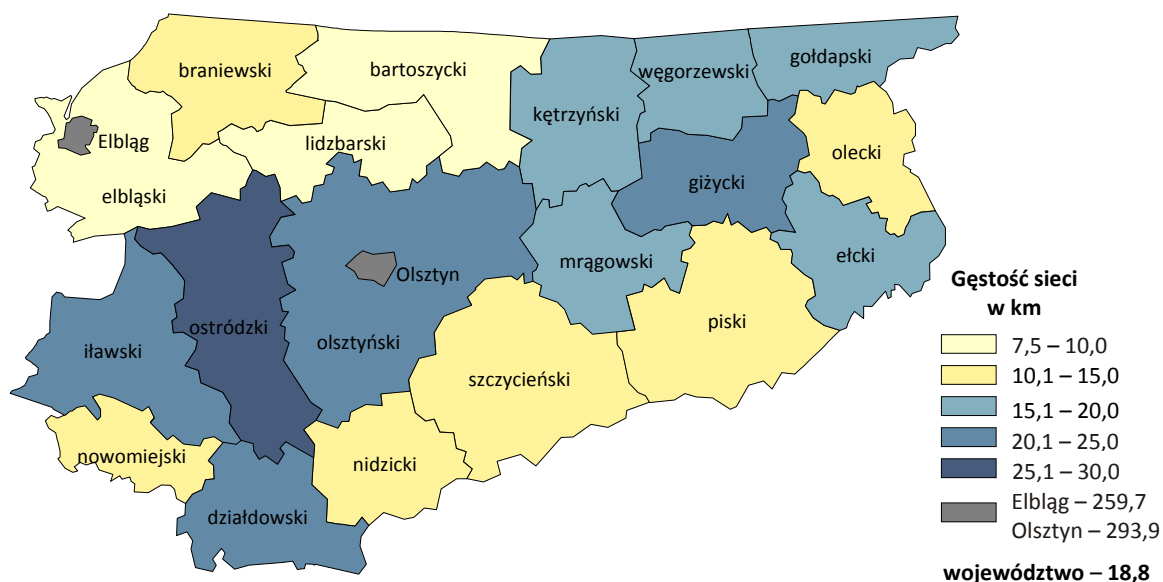 braniewski
bartoszycki
gołdapski
węgorzewski
kętrzyński
Elbląg
lidzbarski
olecki
giżycki
elbląski
ełcki
mrągowski
Olsztyn
Gęstość sieci
w km
ostródzki
piski
olsztyński
iławski
szczycieński
7,5 – 10,0
10,1 – 15,0
15,1 – 20,0
20,1 – 25,0
25,1 – 30,0
nowomiejski
nidzicki
działdowski
Elbląg – 259,7
Olsztyn – 293,9
województwo – 18,8